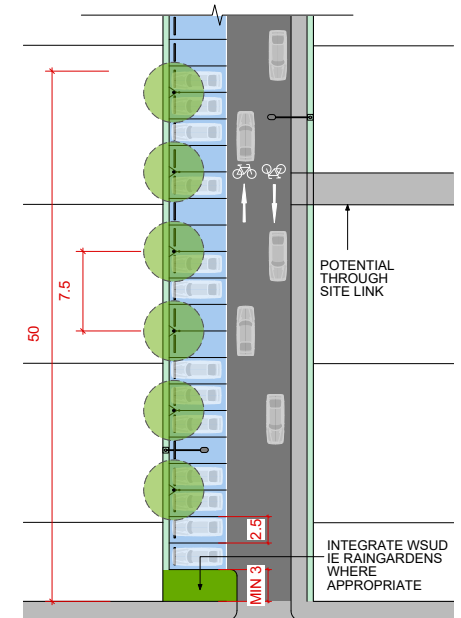 50
7.5
POTENTIAL
THROUGH
SITE LINK
2.5
MIN 3
INTEGRATE WSUD
IE RAINGARDENS
WHERE
APPROPRIATE